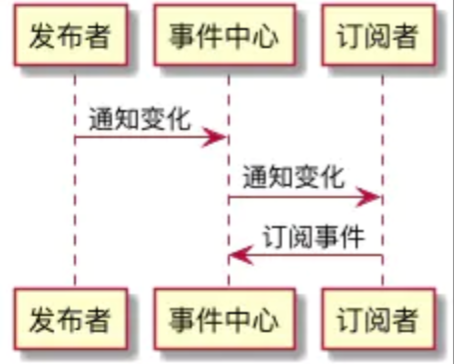 发布者 事件中心 订阅者
通知变化
通知变化
订阅事件
发布者 事件中心 订阅者